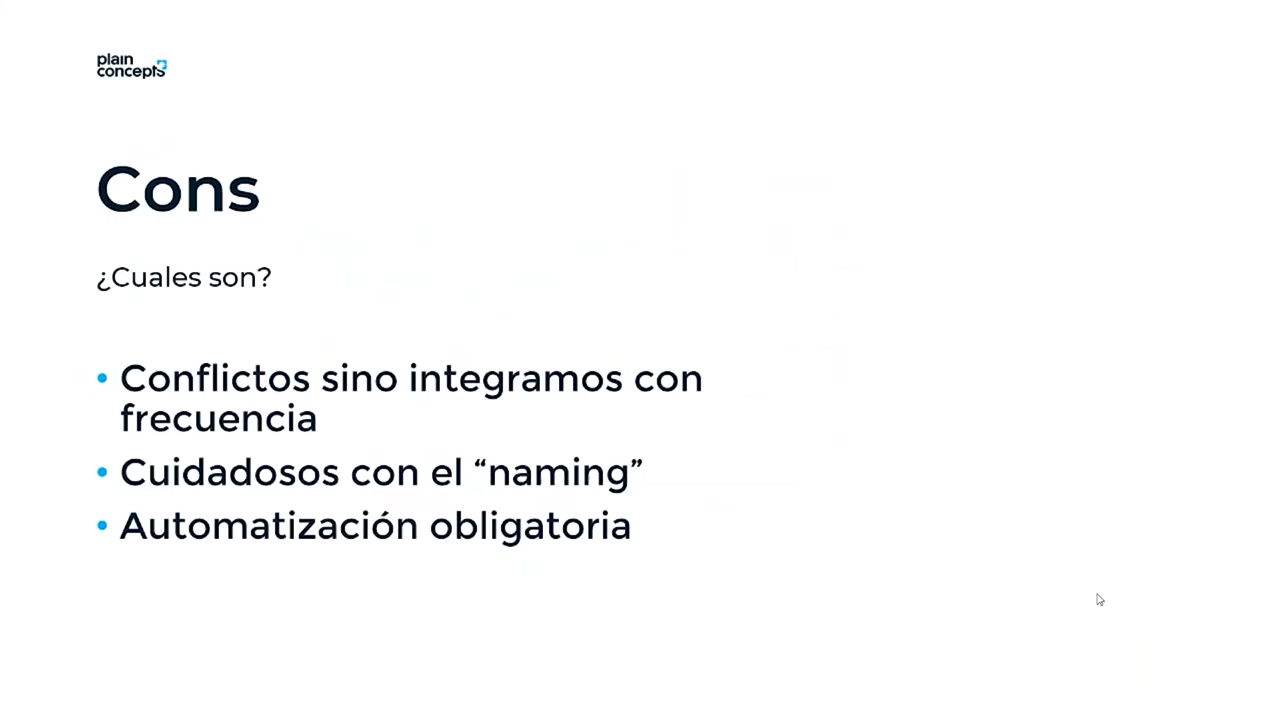 plain
concepts
Cons
¿Cuales son?
• Conflictos sino integramos con
frecuencia
• Cuidadosos con el “naming”
• Automatización obligatoria